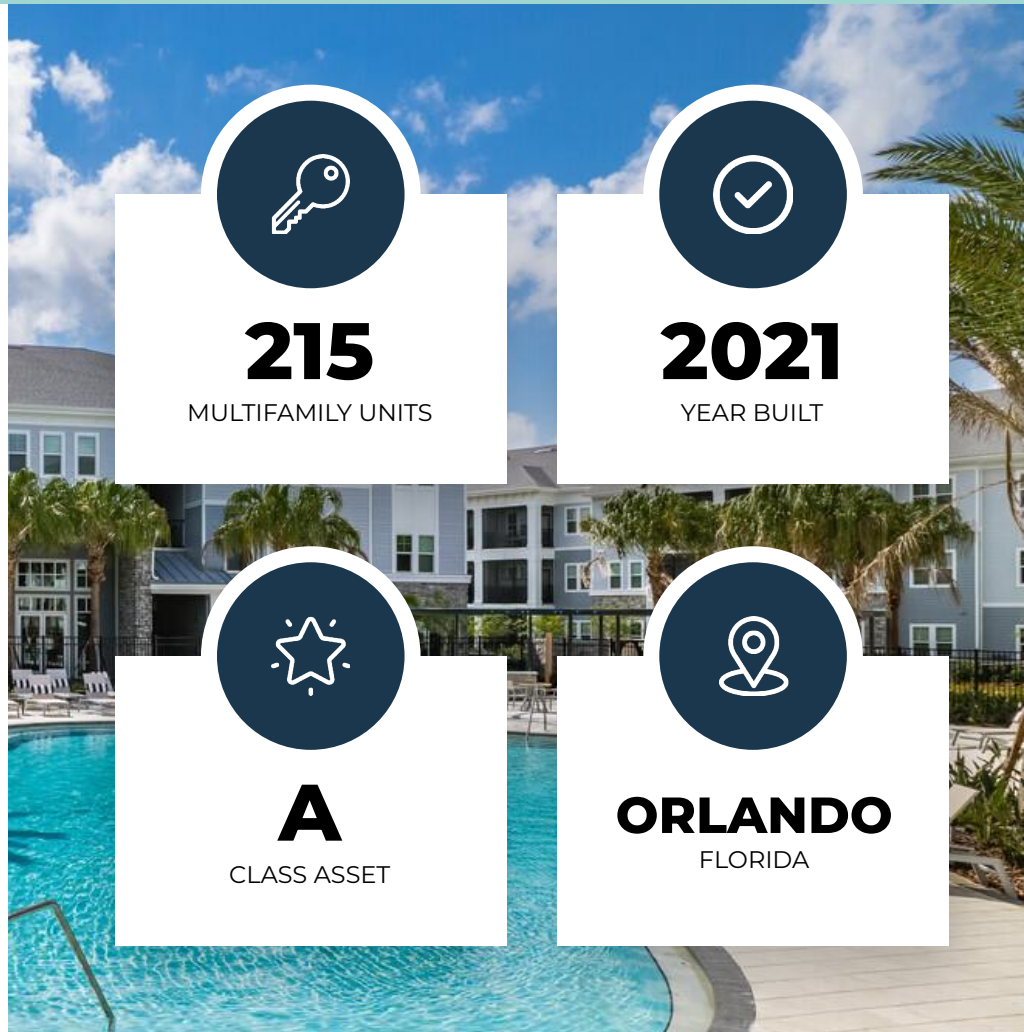 215
MULTIFAMILY UNITS
2021
YEAR BUILT
A
CLASS ASSET
ORLANDO
FLORIDA